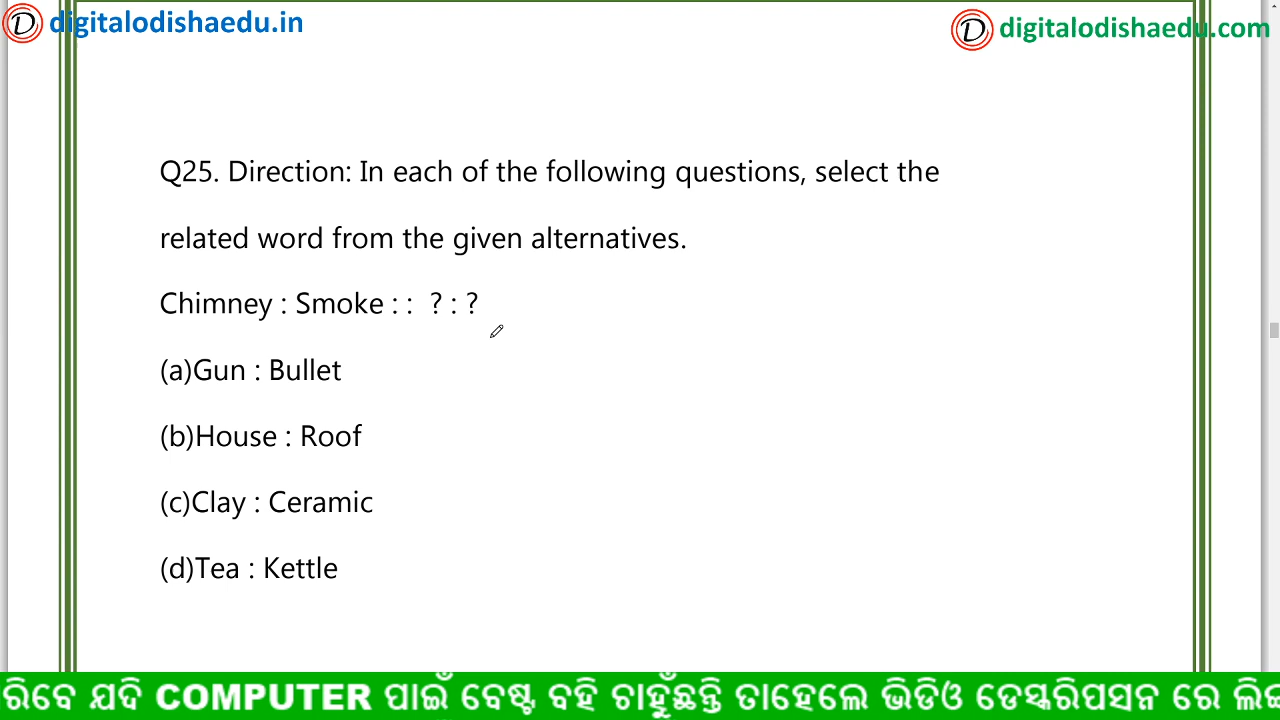 digitalodishaedu.in
digitalodishaedu.com
Q25. Direction: In each of the following questions, select the
related word from the given alternatives.
Chimney : Smoke : : ? : ?
(a)Gun : Bullet
(b)House : Roof
(c)Clay : Ceramic
(d)Tea : Kettle
ରିବେ ଯଦି COMPUTER ପାଇଁ ବେଷ୍ଟ ବହି ଚାହୁଁଛନ୍ତି ତାହେଲେ ଭିଡିଓ ଡେସ୍କରିପସନ ରେ